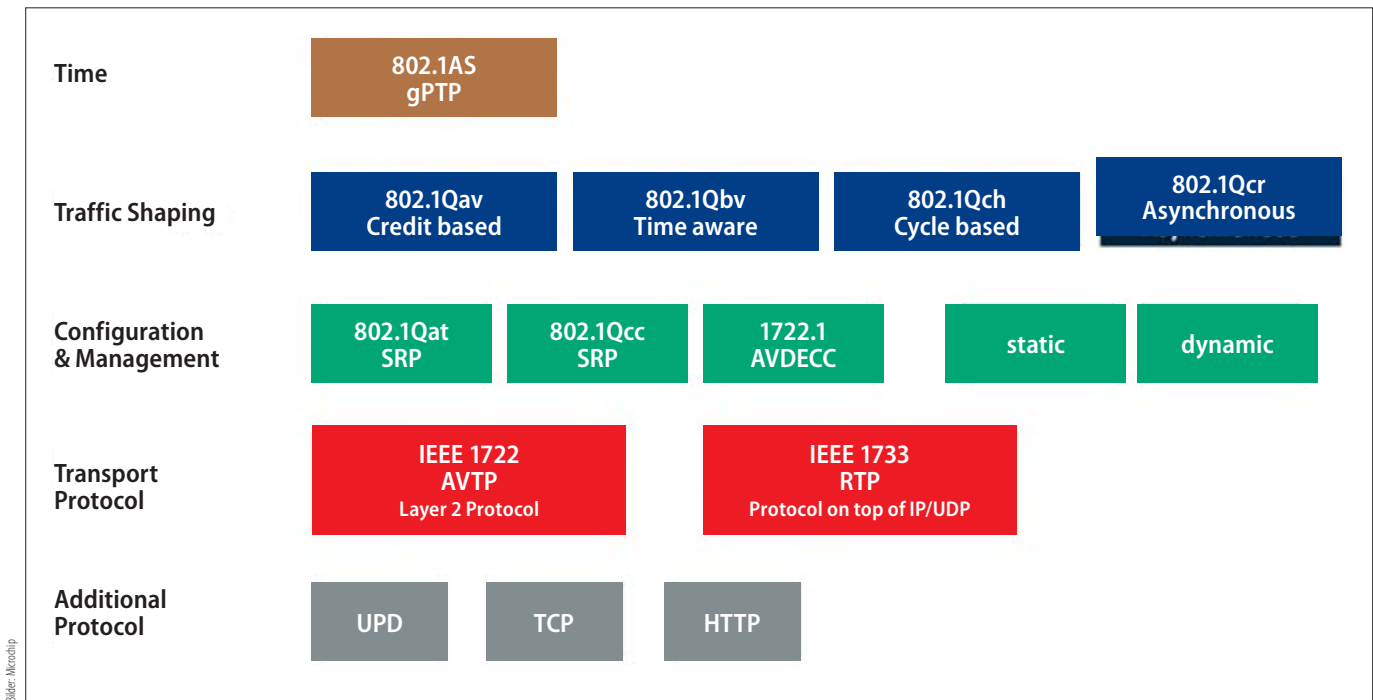 Time
802.1AS
gPTP
Traffic Shaping
802.1Qav
Credit based
802.1Qbv
Time aware
802.1Qch
Cycle based
802.1Qcr
Asynchronous
Configuration
& Management
802.1Qat
SRP
802.1Qcc
SRP
1722.1
AVDECC
static
dynamic
Transport
Protocol
IEEE 1722
AVTP
Layer 2 Protocol
IEEE 1733
RTP
Protocol on top of IP/UDP
Additional
Protocol
UPD
TCP
HTTP
Bilder: Microchip